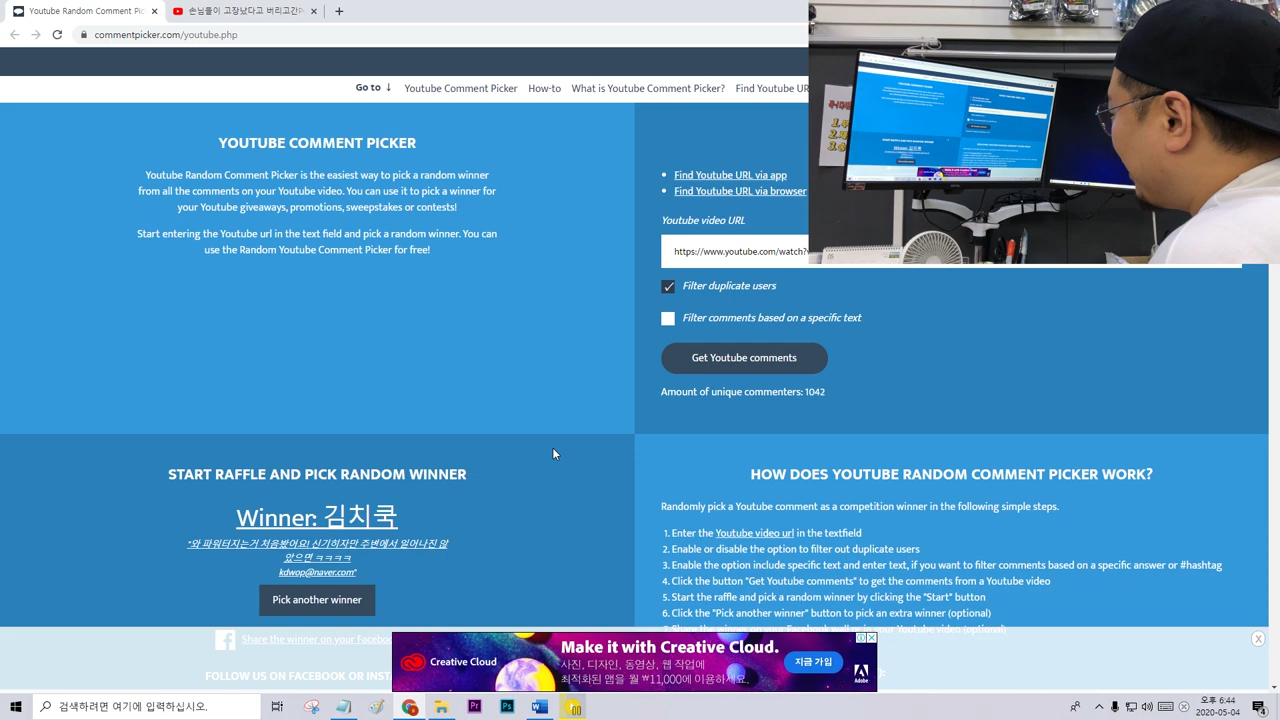 Youtube Random Comment Pic
손님들이 고장났다고 버리고간
commentpicker.com/youtube.php
Go to ↓
Youtube Comment Picker
How-to
What is Youtube Comment Picker?
Find Youtube UR
YOUTUBE COMMENT PICKER
Youtube Random Comment Picker is the easiest way to pick a random winner
from all the comments on your Youtube video. You can use it to pick a winner for
your Youtube giveaways, promotions, sweepstakes or contests!
Start entering the Youtube url in the text field and pick a random winner. You can
use the Random Youtube Comment Picker for free!
• Find Youtube URL via app
• Find Youtube URL via browser
Youtube video URL
https://www.youtube.com/watch?v
Filter duplicate users
Filter comments based on a specific text
Get Youtube comments
Amount of unique commenters: 1042
START RAFFLE AND PICK RANDOM WINNER
Winner: 김치쿡
"와 파워터지는거 처음봤어요! 신기하지만 주변에서 일어나진 않
았으면 ㅋㅋㅋㅋ
kdwop@naver.com"
Pick another winner
Share the winner on your Faceboo
FOLLOW US ON FACEBOOK OR INST
HOW DOES YOUTUBE RANDOM COMMENT PICKER WORK?
Randomly pick a Youtube comment as a competition winner in the following simple steps.
1. Enter the Youtube video url in the textfield
2. Enable or disable the option to filter out duplicate users
3. Enable the option include specific text and enter text, if you want to filter comments based on a specific answer or #hashtag
4. Click the button "Get Youtube comments" to get the comments from a Youtube video
5. Start the raffle and pick a random winner by clicking the "Start" button
6. Click the "Pick another winner" button to pick an extra winner (optional)
Creative Cloud
Make it with Creative Cloud.
사진, 디자인, 동영상, 웹 작업에
최적화된 앱을 월 ₩11,000에 이용하세요.
지금 가입
Adobe
검색하려면 여기에 입력하십시오.
오후 6:44
2020-05-04